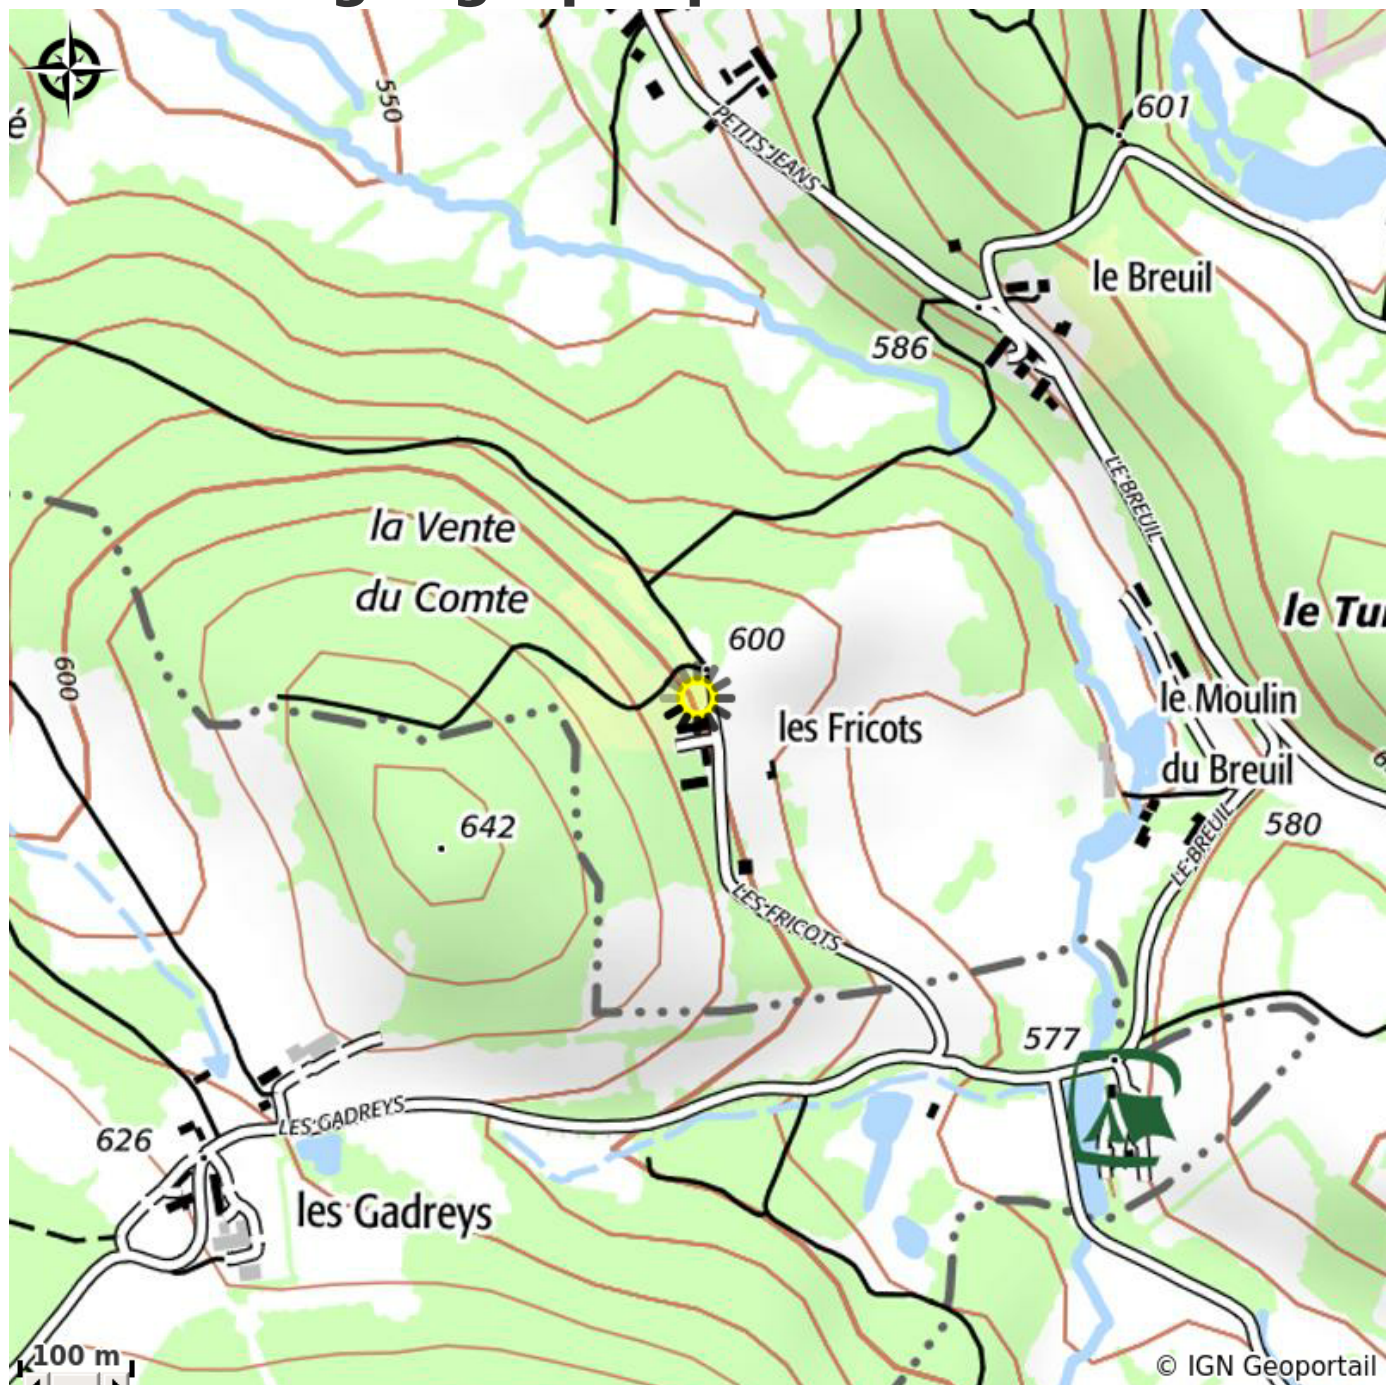 é
550
PETITS JEANS
601
le Breuil
586
LE BREUIL
la Vente
du Comte
600
600
le Tu
le Moulin
du Breuil
les Fricots
642
580
LE BREUIL
LES FRICOTS
577
LES GADREYS
626
les Gadreys
100 m
© IGN Geoportail